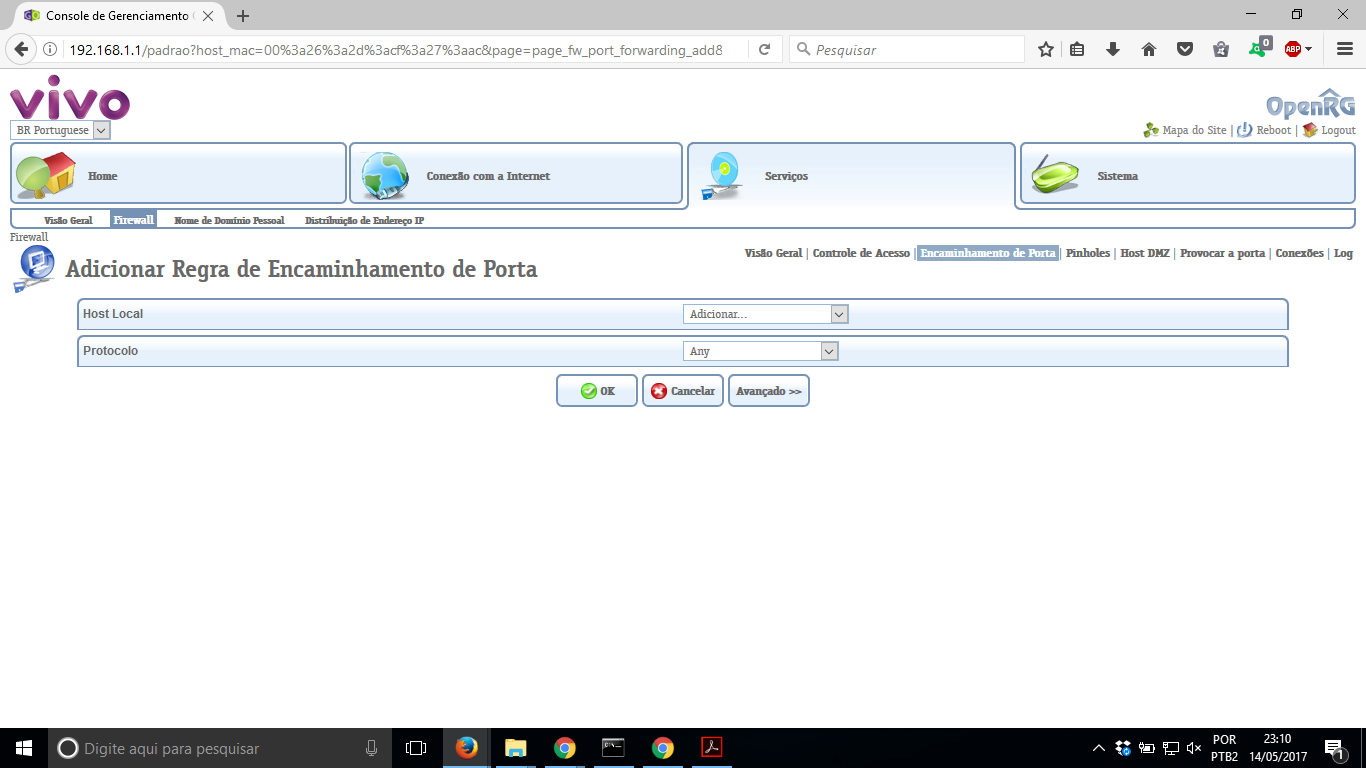 Console de Gerenciamento
192.168.1.1/padrao?host_mac=00%3a26%3a2d%3acf%3a27%3aac&page=page_fw_port_forwarding_add&
Pesquisar
0
ABP
vivo
OpenRG
BR Portuguese
Mapa do Site | Reboot | Logout
Home
Conexão com a Internet
Serviços
Sistema
Visão Geral
Firewall
Nome de Domínio Pessoal
Distribuição de Endereço IP
Firewall
Visão Geral | Controle de Acesso | Encaminhamento de Porta | Pinholes | Host DMZ | Provocar a porta | Conexões | Log
Adicionar Regra de Encaminhamento de Porta
Host Local
Adicionar...
Protocolo
Any
OK
Cancelar
Avançado >>
Digite aqui para pesquisar
POR
PTB2
23:10
14/05/2017
1